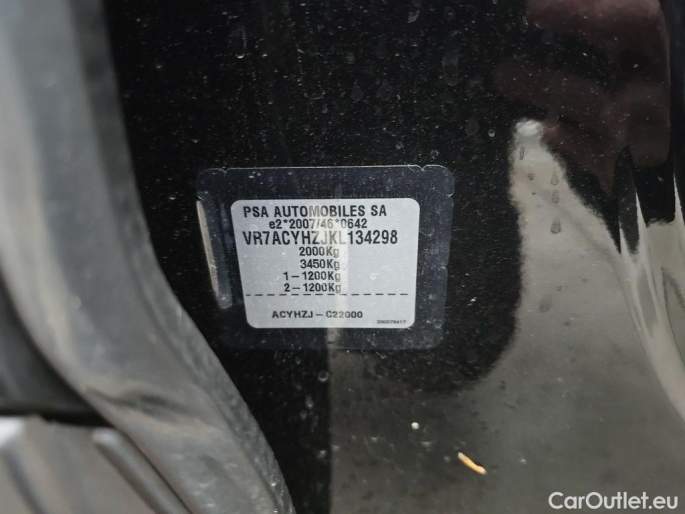 PSA AUTOMOBILES SA
e2*2007/46*0642
VR7ACYHZJKL134298
2000Kg
3450Kg
1–1200Kg
2–1200Kg
ACYHZJ – C22000
CarOutlet.eu